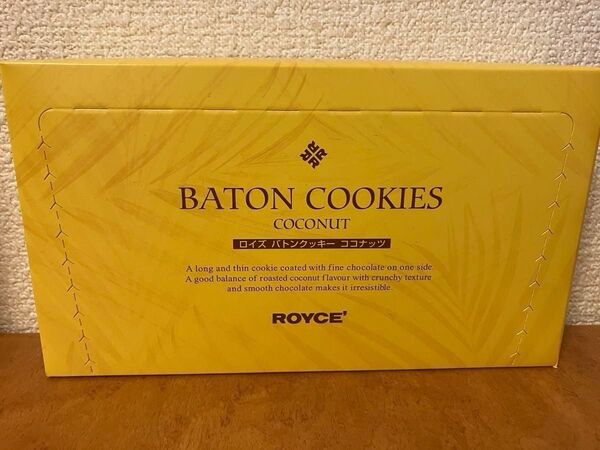 BATON COOKIES
COCONUT
ロイズ バトンクッキー ココナッツ
A long and thin cookie coated with fine chocolate on one side.
A good balance of roasted coconut flavour with crunchy texture
and smooth chocolate makes it irresistible.
ROYCE'